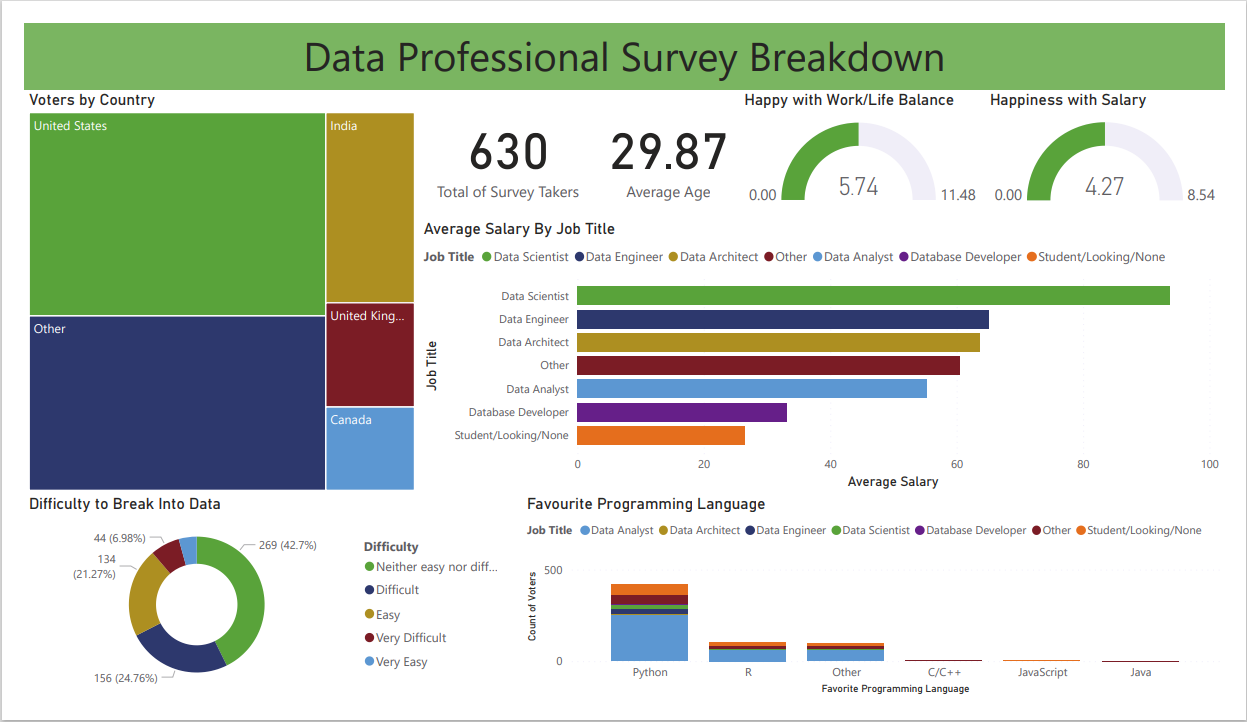 Data Professional Survey Breakdown
Voters by Country
United States
India
Other
United King...
Canada
630
Total of Survey Takers
29.87
Average Age
Happy with Work/Life Balance
5.74
0.00
11.48
Happiness with Salary
4.27
0.00
8.54
Average Salary By Job Title
Job Title Data Scientist Data Engineer Data Architect Other Data Analyst Database Developer Student/Looking/None
Job Title
Data Scientist
Data Engineer
Data Architect
Other
Data Analyst
Database Developer
Student/Looking/None
0 20 40 60 80 100
Average Salary
Difficulty to Break Into Data
44 (6.98%)
134
(21.27%)
269 (42.7%)
156 (24.76%)
Difficulty
Neither easy nor diff...
Difficult
Easy
Very Difficult
Very Easy
Favourite Programming Language
Job Title Data Analyst Data Architect Data Engineer Data Scientist Database Developer Other Student/Looking/None
Count of Voters
500
0
Python R Other C/C++ JavaScript Java
Favorite Programming Language